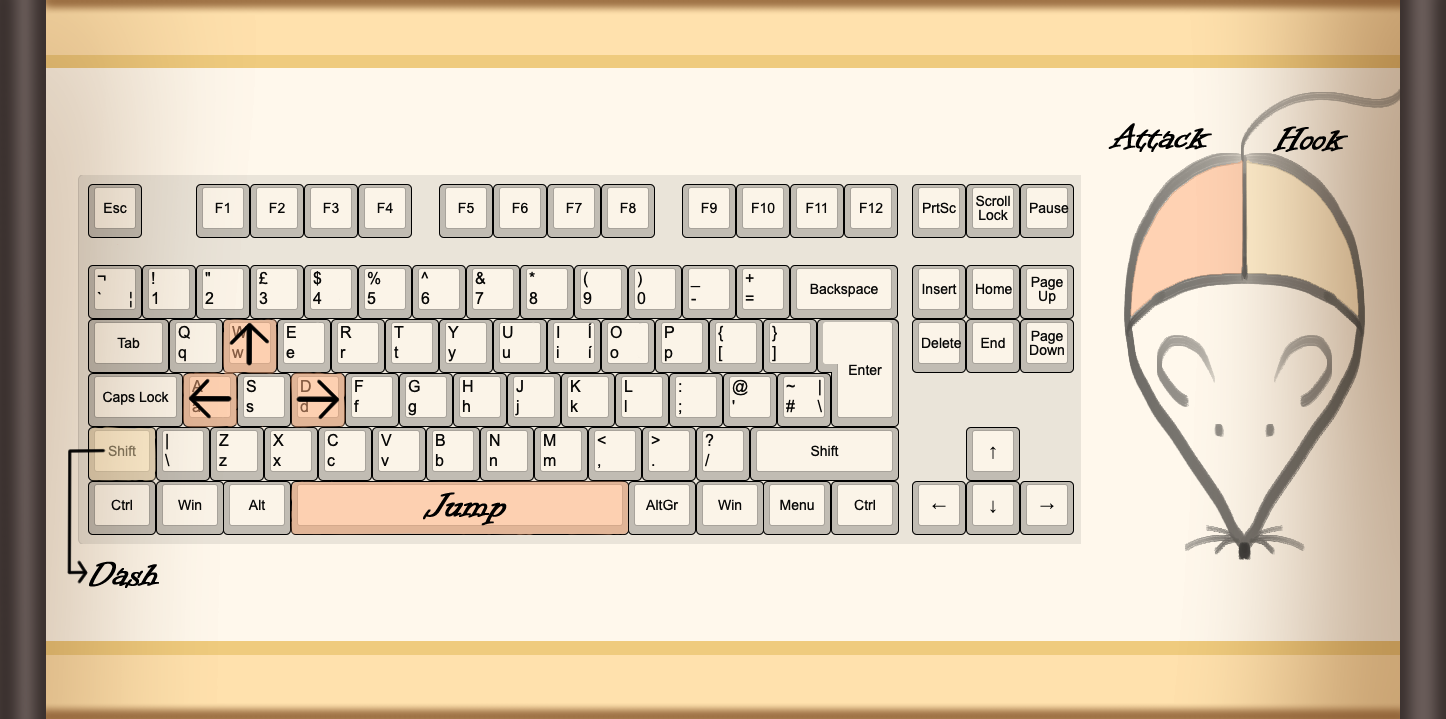 Attack Hook
Esc F1 F2 F3 F4 F5 F6 F7 F8 F9 F10 F11 F12 PrtSc Scroll Lock Pause
¬ ! " £ $ % ^ & * ( ) _ +
` ¦ 1 2 3 4 5 6 7 8 9 0 - = Backspace Insert Home Page Up
Tab Q W E R T Y U I Í O P { } Enter
q w e r t y u i í o p [ ] Delete End Page Down
Caps Lock A S D F G H J K L : @ ~ |
a s d f g h j k l ; ' # \
Shift | Z X C V B N M < > ? Shift ↑
\ z x c v b n m , . /
Ctrl Win Alt Jump AltGr Win Menu Ctrl ← ↓ →
Dash